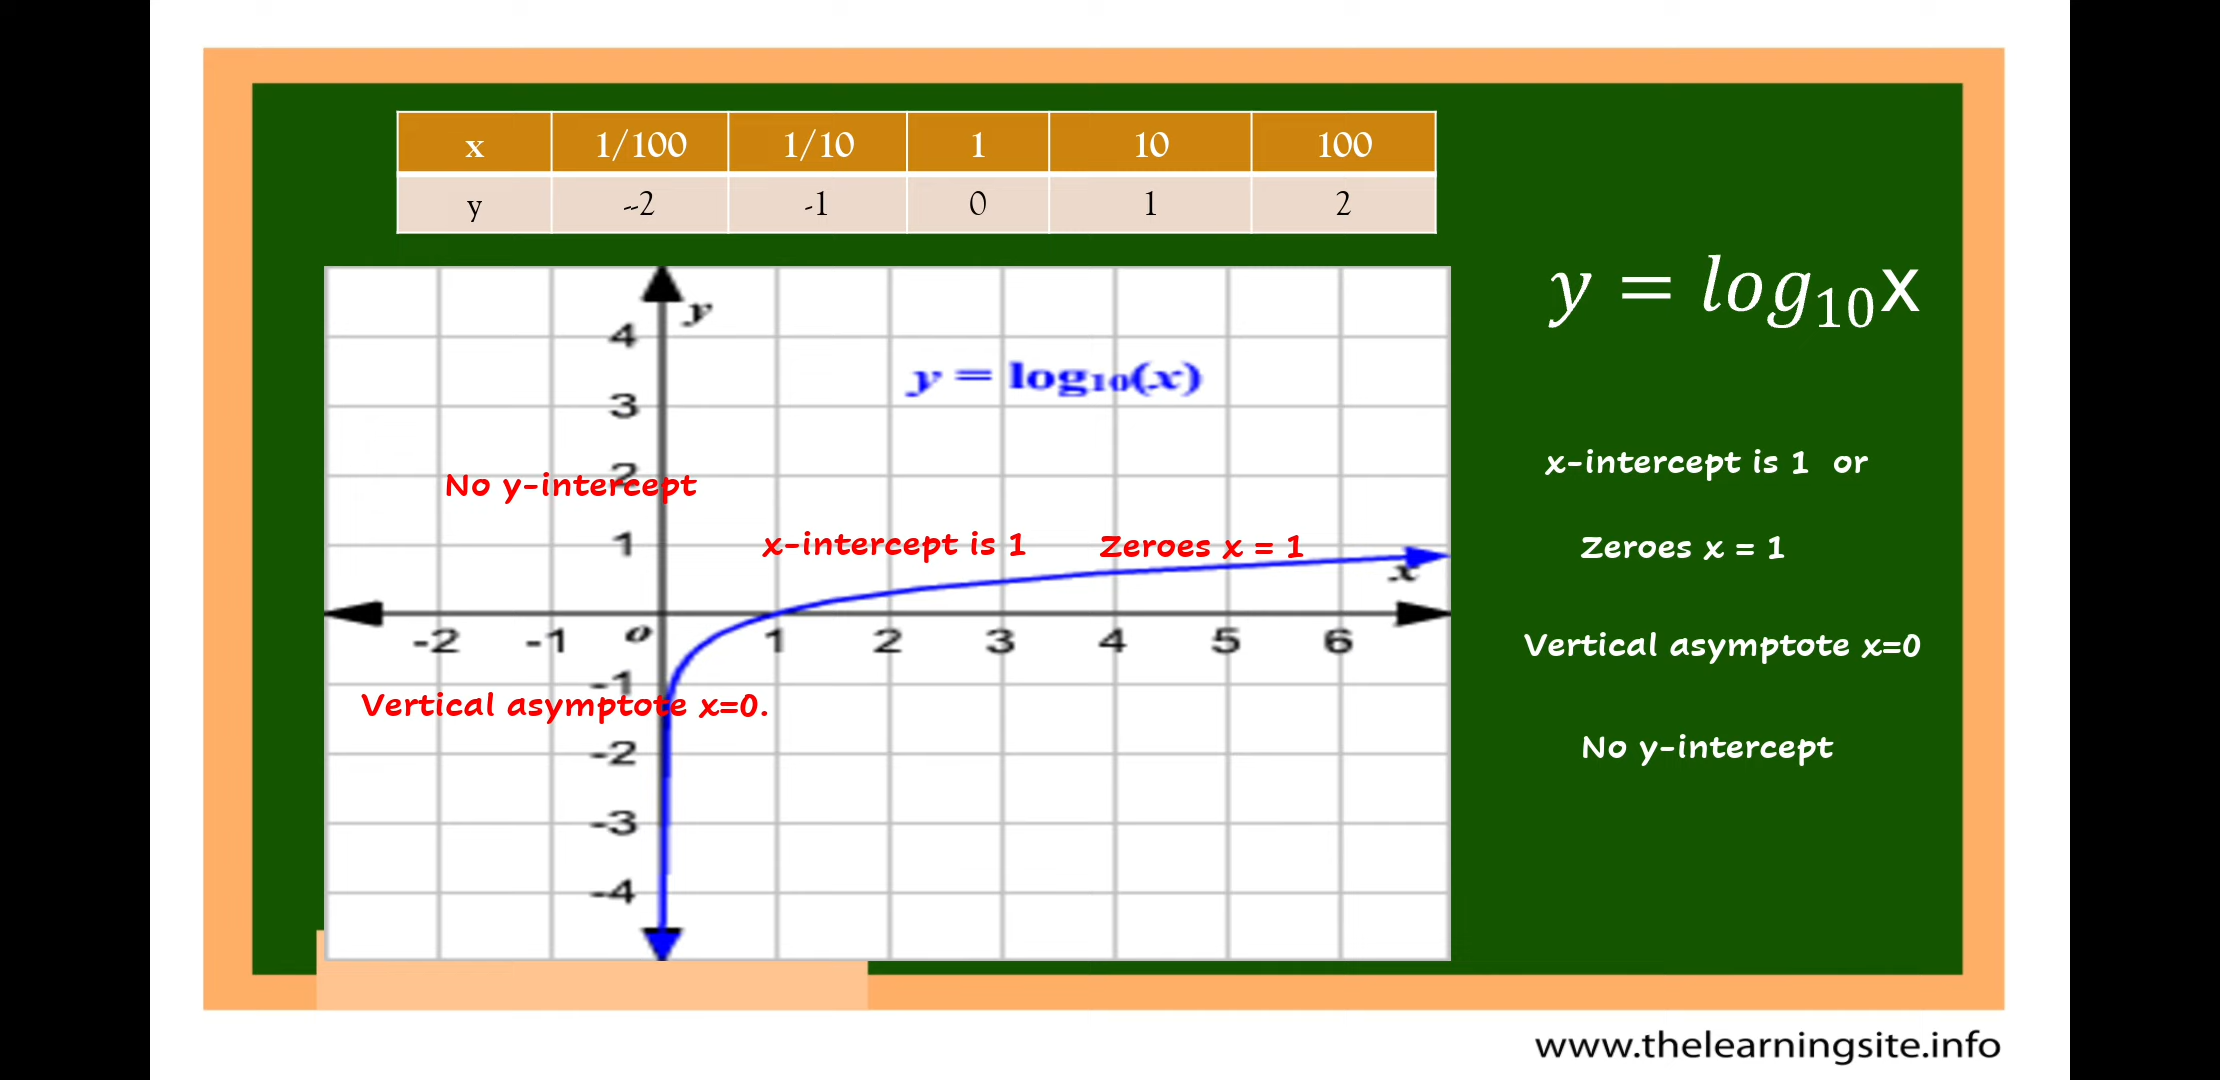 x 1/100 1/10 1 10 100
y --2 -1 0 1 2
y = log₁₀x
y
4
y = log₁₀(x)
3
x-intercept is 1 or
2
No y-intercept
1
x-intercept is 1 Zeroes x = 1
Zeroes x = 1
x
-2 -1 o 1 2 3 4 5 6
Vertical asymptote x=0
-1
Vertical asymptote x=0.
-2
No y-intercept
-3
-4
www.thelearningsite.info